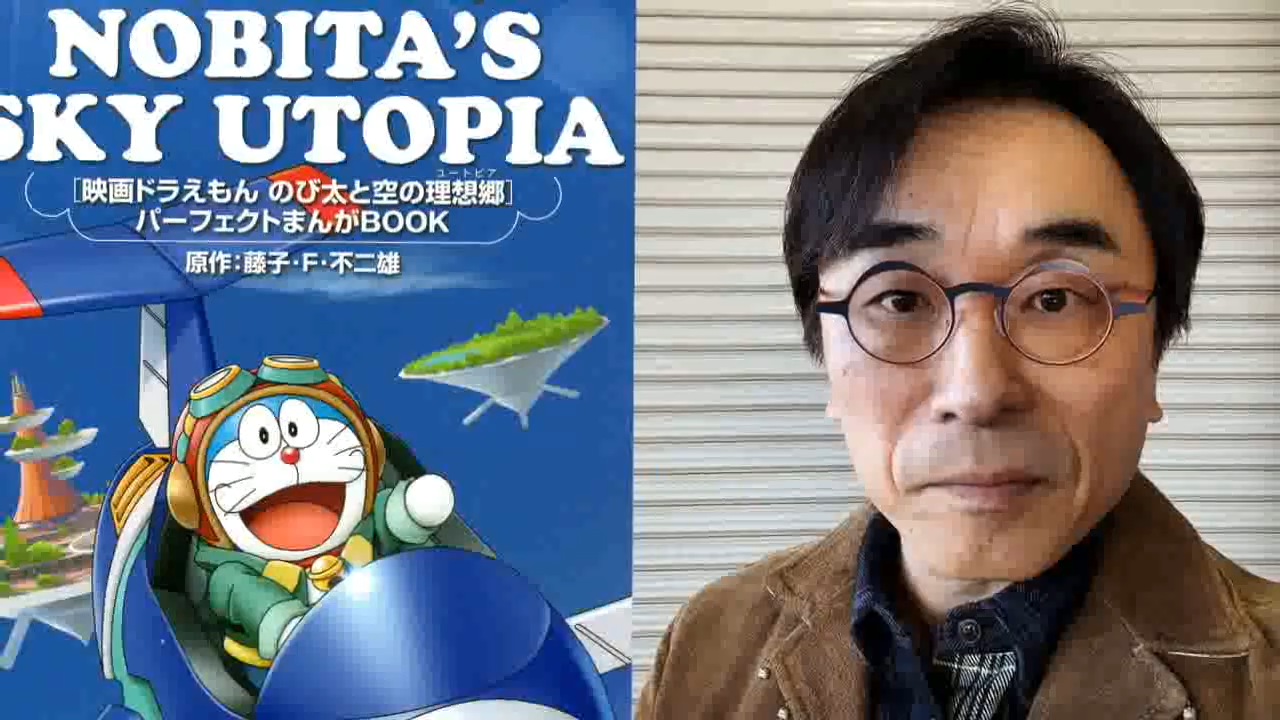 NOBITA'S
SKY UTOPIA
ユートピア
[映画ドラえもん のび太と空の理想郷]
パーフェクトまんがBOOK
原作:藤子・F・不二雄